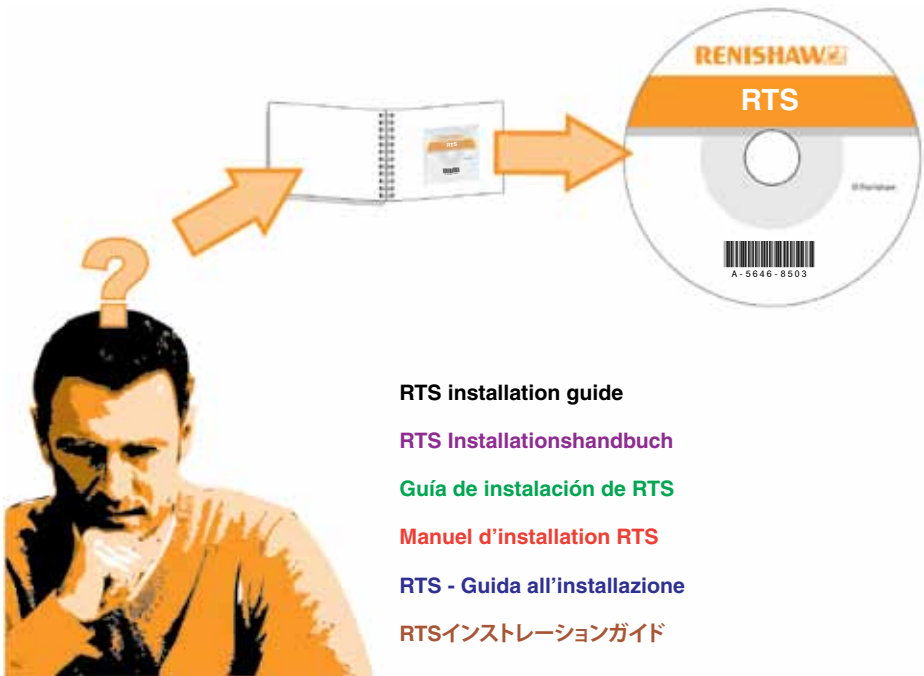 RENISHAW
RTS
RTS
© Renishaw
A-5646-8503
?
RTS installation guide
RTS Installationshandbuch
Guía de instalación de RTS
Manuel d’installation RTS
RTS - Guida all’installazione
RTSインストレーションガイド